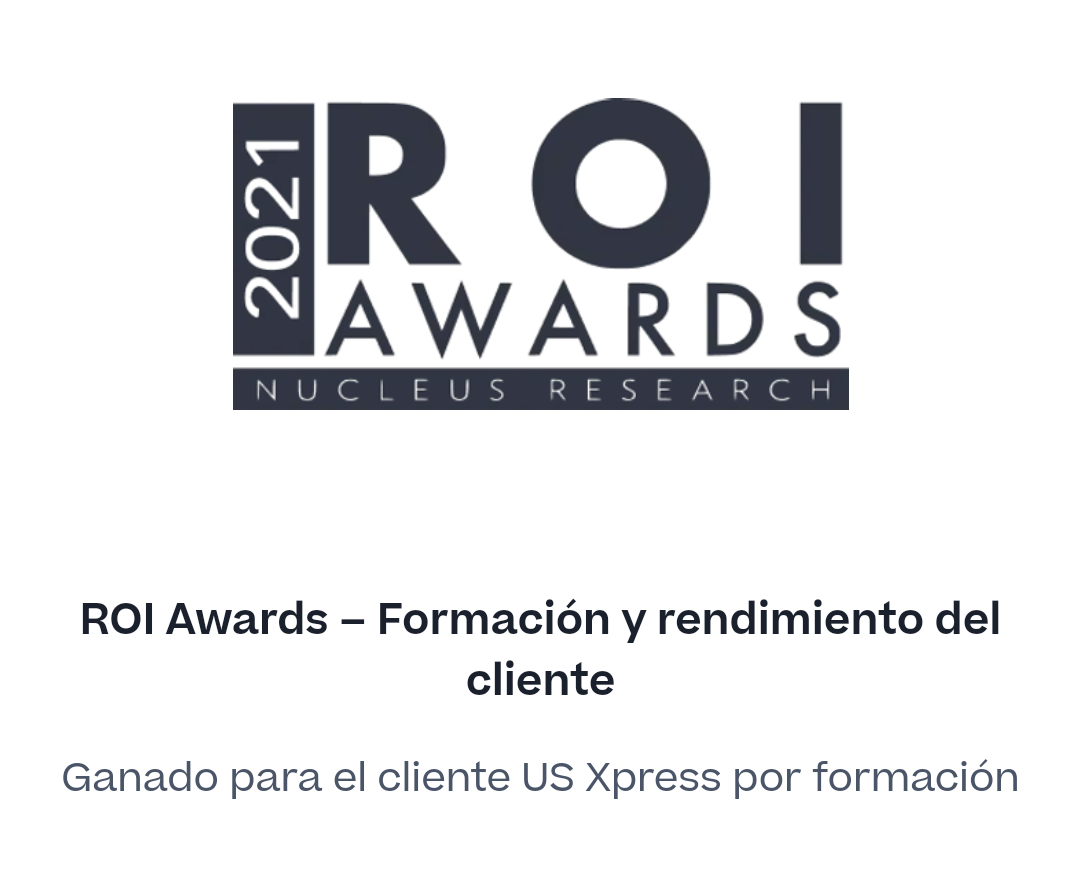 2021
ROI
AWARDS
NUCLEUS RESEARCH
ROI Awards – Formación y rendimiento del
cliente
Ganado para el cliente US Xpress por formación